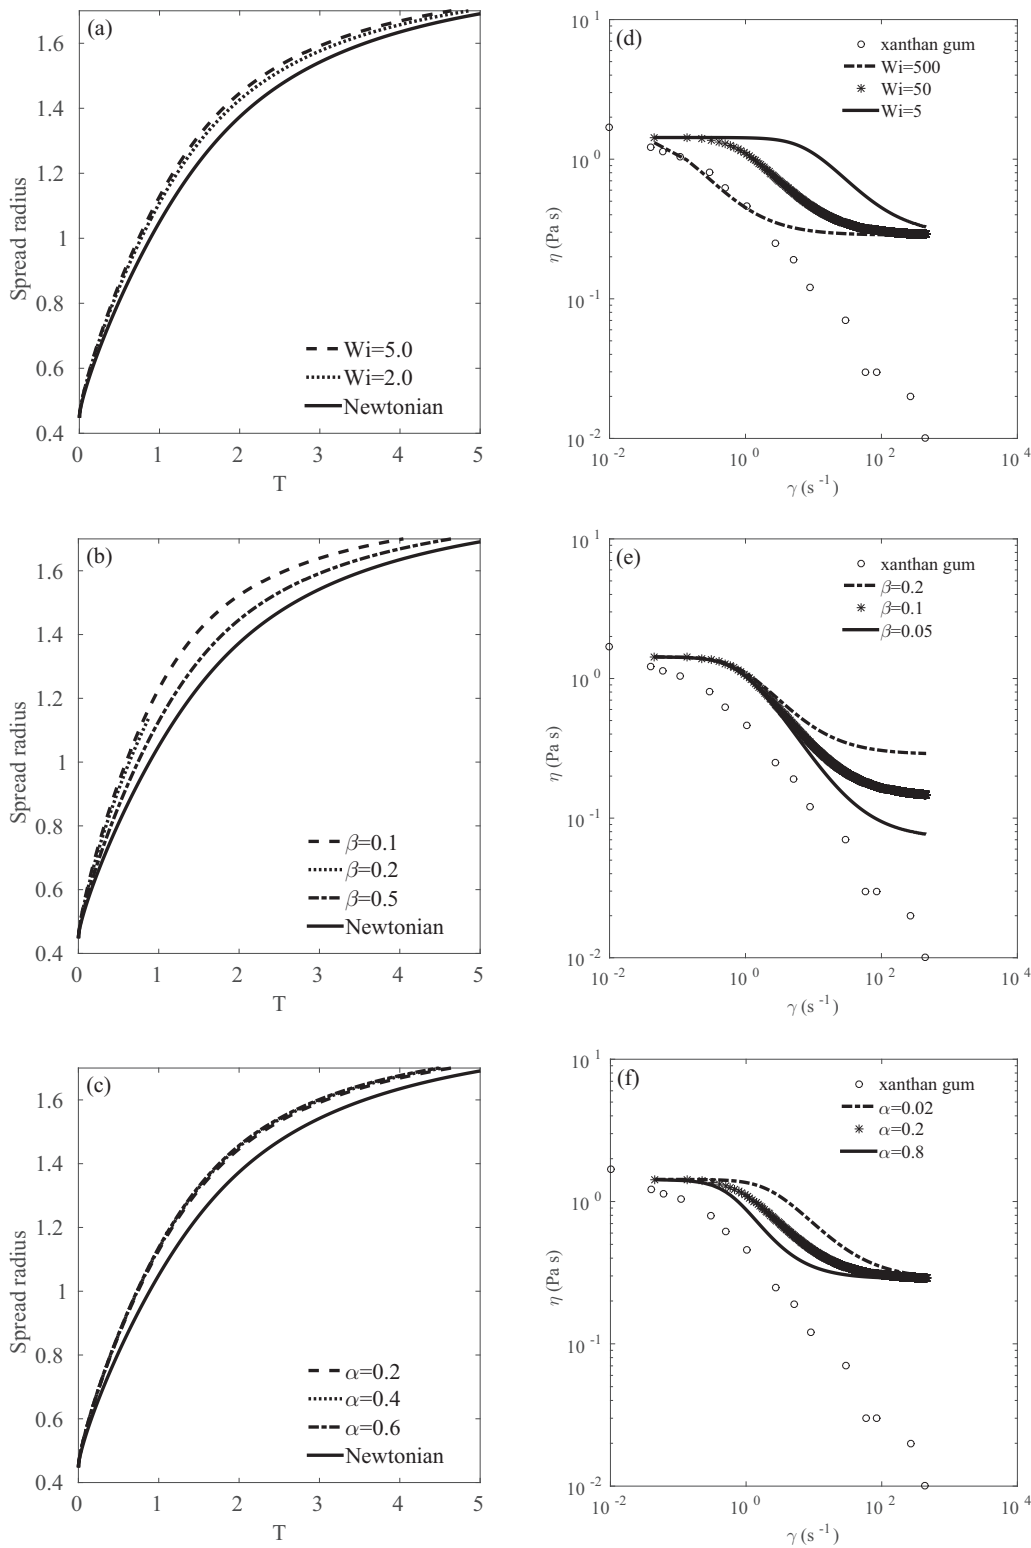 (a)
1.6
1.4
1.2
1
0.8
0.6
0.4
Spread radius
Wi=5.0
Wi=2.0
Newtonian
0 1 2 3 4 5
T
(d)
xanthan gum
Wi=500
Wi=50
Wi=5
10 1
10 0
10 -1
10 -2
η (Pa s)
10 -2 10 0 10 2 10 4
γ (s -1)
(b)
1.6
1.4
1.2
1
0.8
0.6
0.4
Spread radius
β=0.1
β=0.2
β=0.5
Newtonian
0 1 2 3 4 5
T
(e)
xanthan gum
β=0.2
β=0.1
β=0.05
10 1
10 0
10 -1
10 -2
η (Pa s)
10 -2 10 0 10 2 10 4
γ (s -1)
(c)
1.6
1.4
1.2
1
0.8
0.6
0.4
Spread radius
α=0.2
α=0.4
α=0.6
Newtonian
0 1 2 3 4 5
T
(f)
xanthan gum
α=0.02
α=0.2
α=0.8
10 1
10 0
10 -1
10 -2
η (Pa s)
10 -2 10 0 10 2 10 4
γ (s -1)